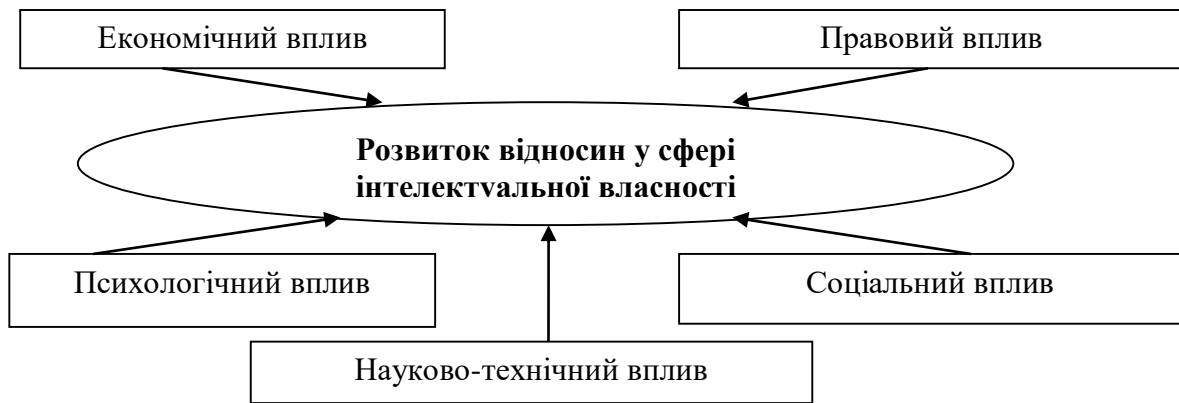 Економічний вплив
Правовий вплив
Розвиток відносин у сфері
інтелектуальної власності
Психологічний вплив
Соціальний вплив
Науково-технічний вплив